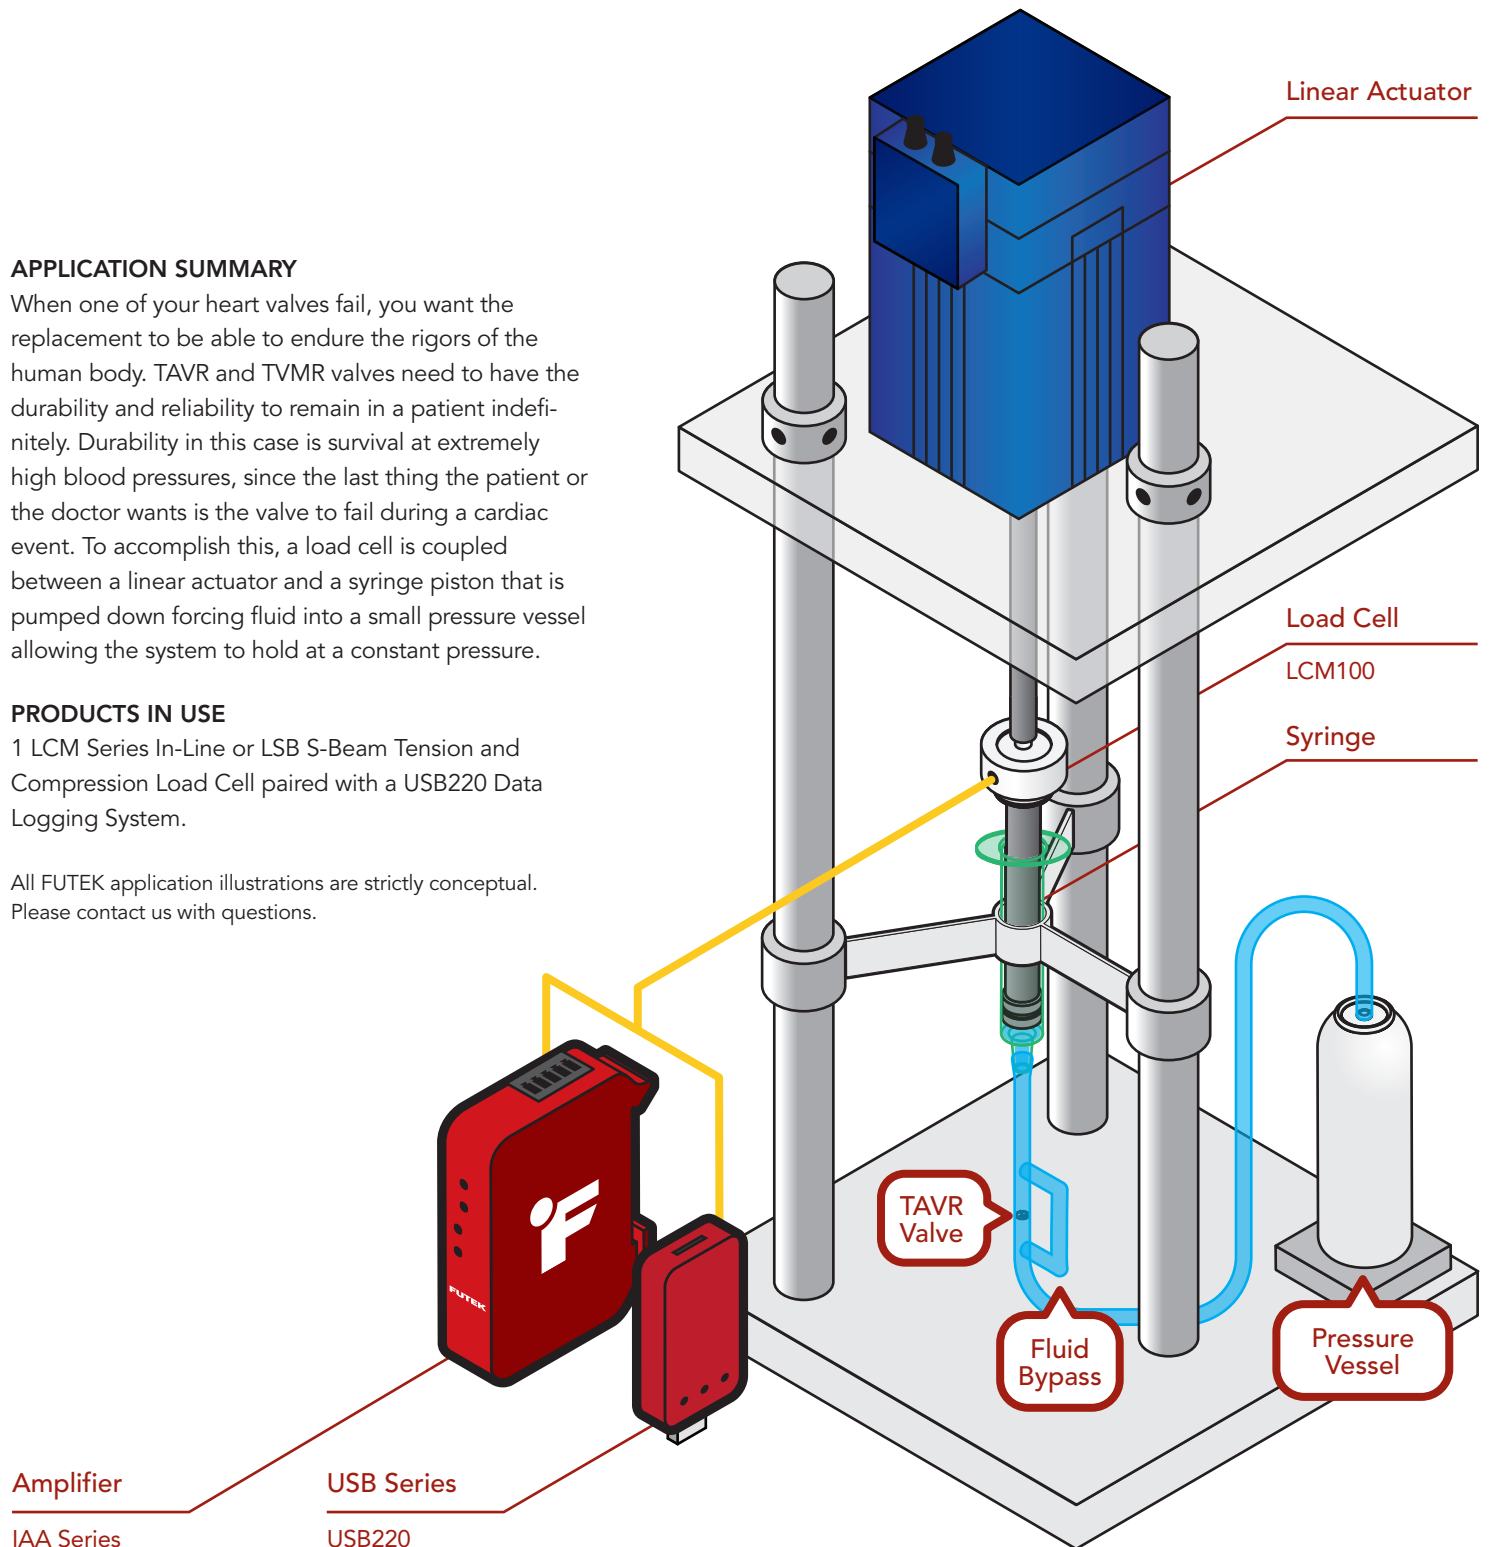 Linear Actuator
APPLICATION SUMMARY
When one of your heart valves fail, you want the
replacement to be able to endure the rigors of the
human body. TAVR and TVMR valves need to have the
durability and reliability to remain in a patient indefi-
nitely. Durability in this case is survival at extremely
high blood pressures, since the last thing the patient or
the doctor wants is the valve to fail during a cardiac
event. To accomplish this, a load cell is coupled
between a linear actuator and a syringe piston that is
pumped down forcing fluid into a small pressure vessel
allowing the system to hold at a constant pressure.
PRODUCTS IN USE
1 LCM Series In-Line or LSB S-Beam Tension and
Compression Load Cell paired with a USB220 Data
Logging System.
All FUTEK application illustrations are strictly conceptual.
Please contact us with questions.
Load Cell
LCM100
Syringe
TAVR
Valve
Fluid
Bypass
Pressure
Vessel
FUTEK
Amplifier
IAA Series
USB Series
USB220